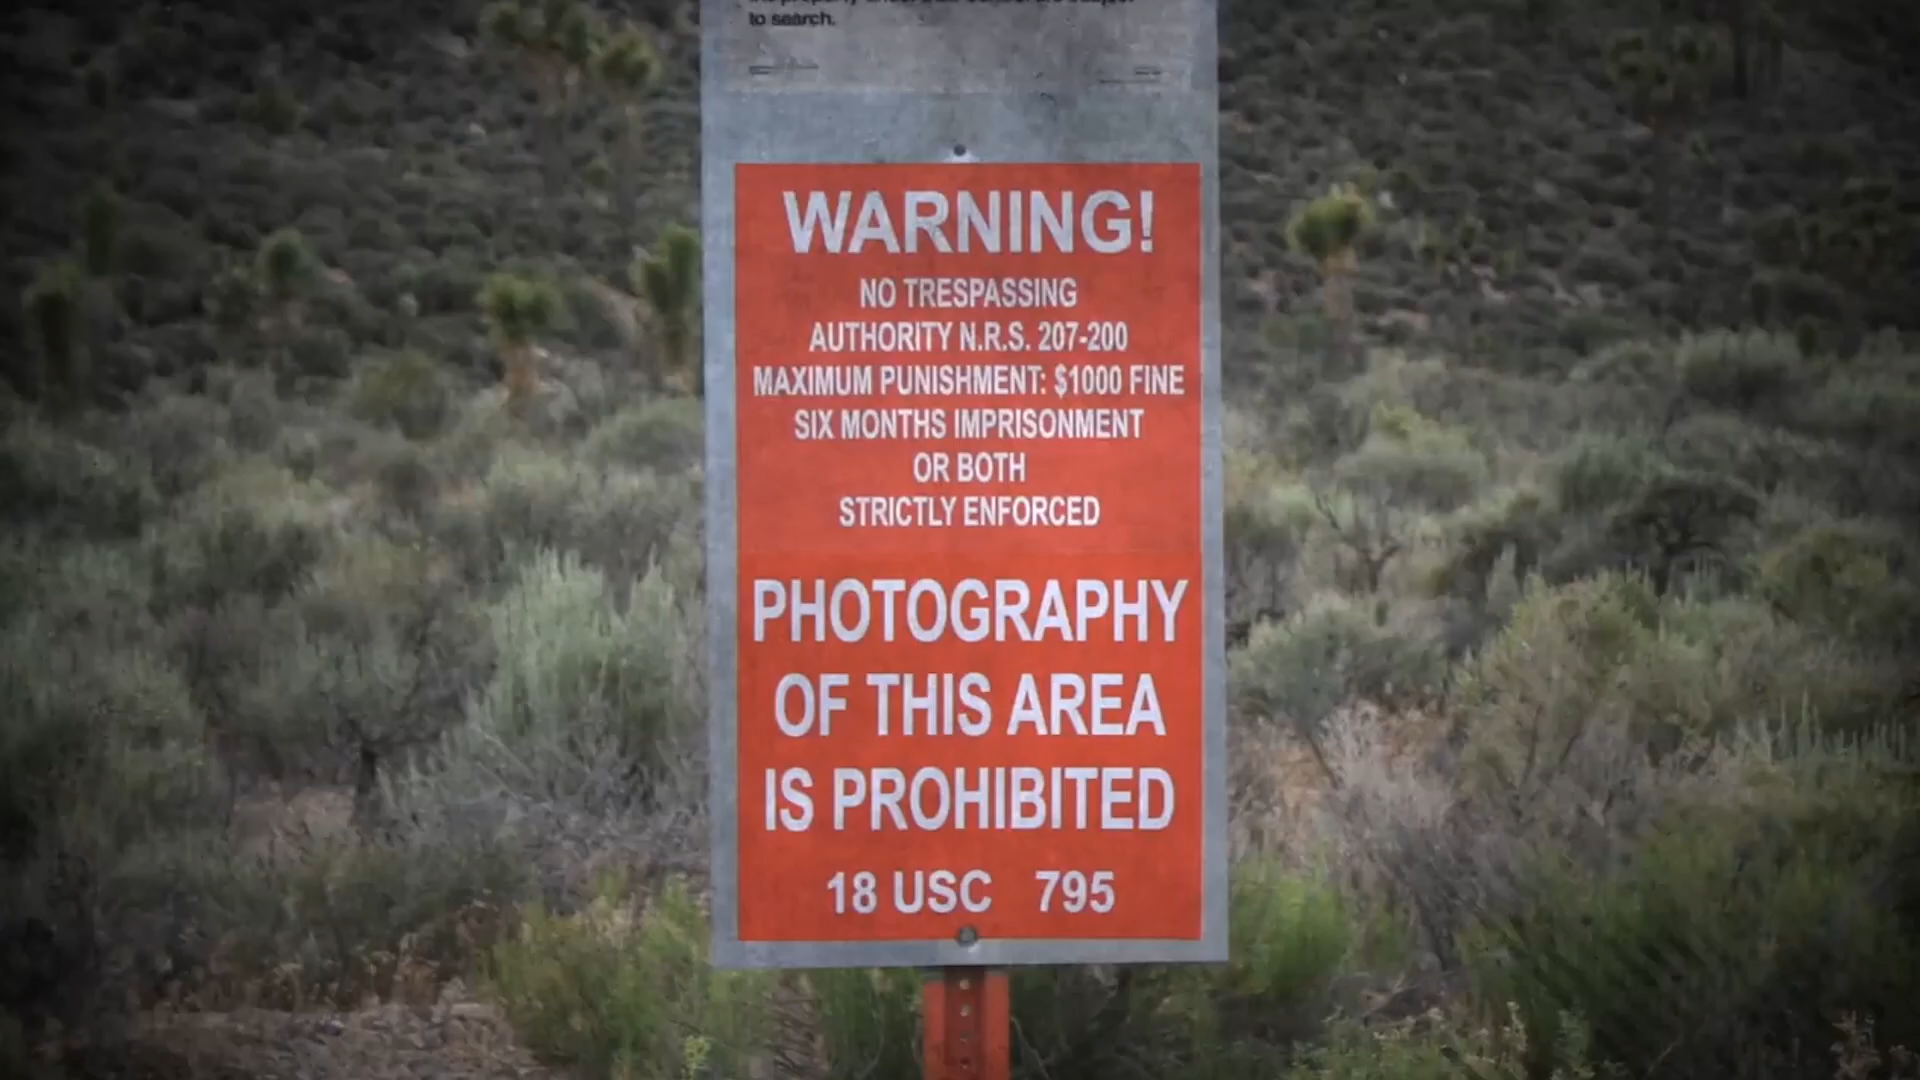 to search.
WARNING!
NO TRESPASSING
AUTHORITY N.R.S. 207-200
MAXIMUM PUNISHMENT: $1000 FINE
SIX MONTHS IMPRISONMENT
OR BOTH
STRICTLY ENFORCED
PHOTOGRAPHY
OF THIS AREA
IS PROHIBITED
18 USC 795